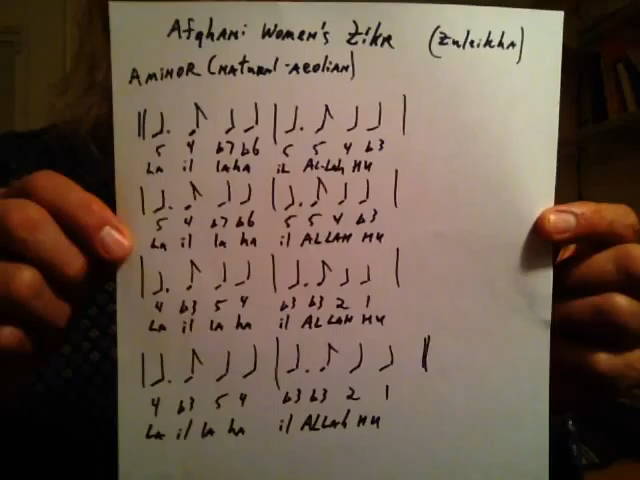 Afghani Women's Zikr (Zuleikha)
A MINOR (NATURAL-AEOLIAN)
5 4 b7 b6 5 5 4 b3
La il laha iL AL-Lah HU
5 4 b7 b6 5 5 4 b3
La il la ha il ALLAH HU
4 b3 5 4 b3 b3 2 1
La il la ha il ALLAH HU
4 b3 5 4 b3 b3 2 1
La il la ha il ALLah HU